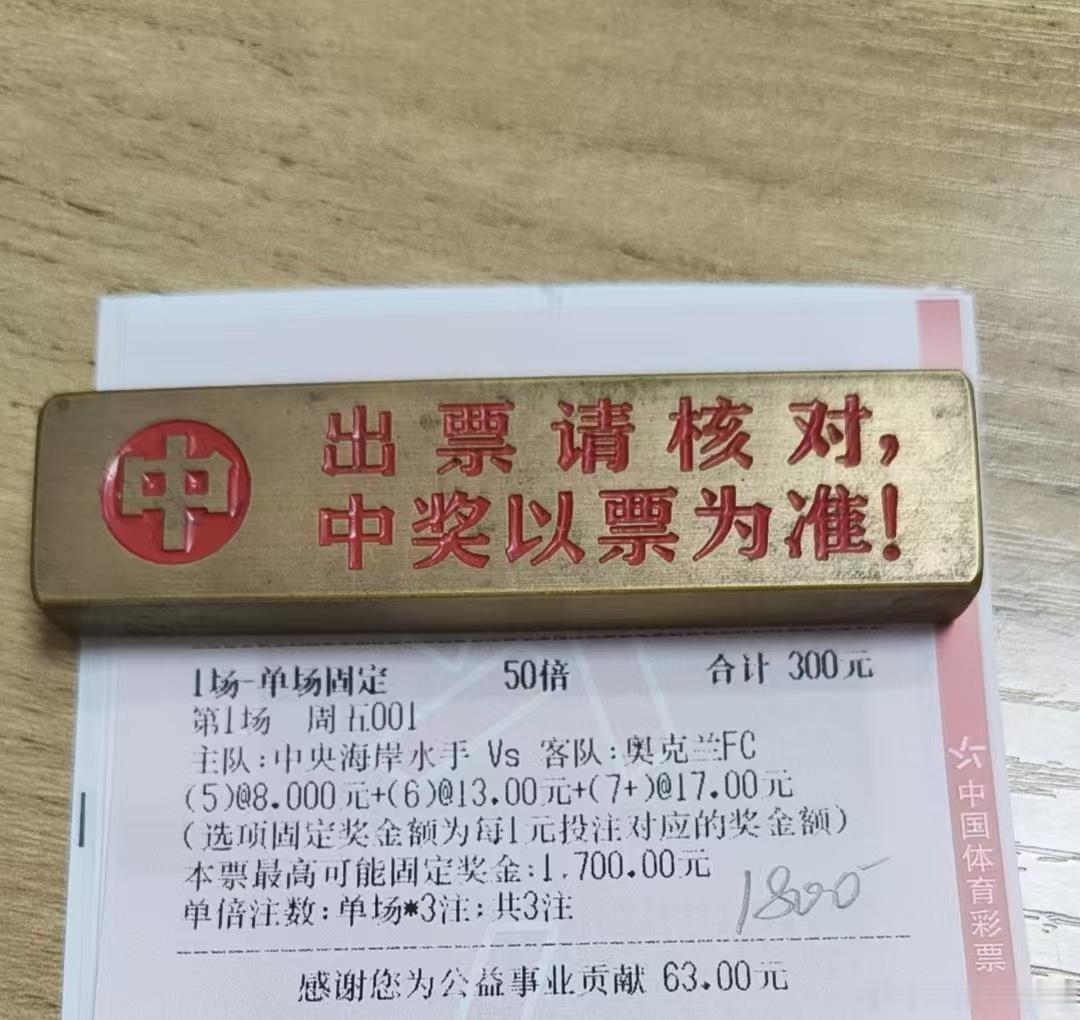 中
出票请核对,
中奖以票为准!
1场-单场固定 50倍 合计 300元
第1场 周五001
主队:中央海岸水手 Vs 客队:奥克兰FC
(5)@8.000元+(6)@13.00元+(7+)@17.00元
(选项固定奖金额为每1元投注对应的奖金额)
本票最高可能固定奖金:1,700.00元
单倍注数:单场*3注;共3注
1800
感谢您为公益事业贡献 63.00元
中国体育彩票